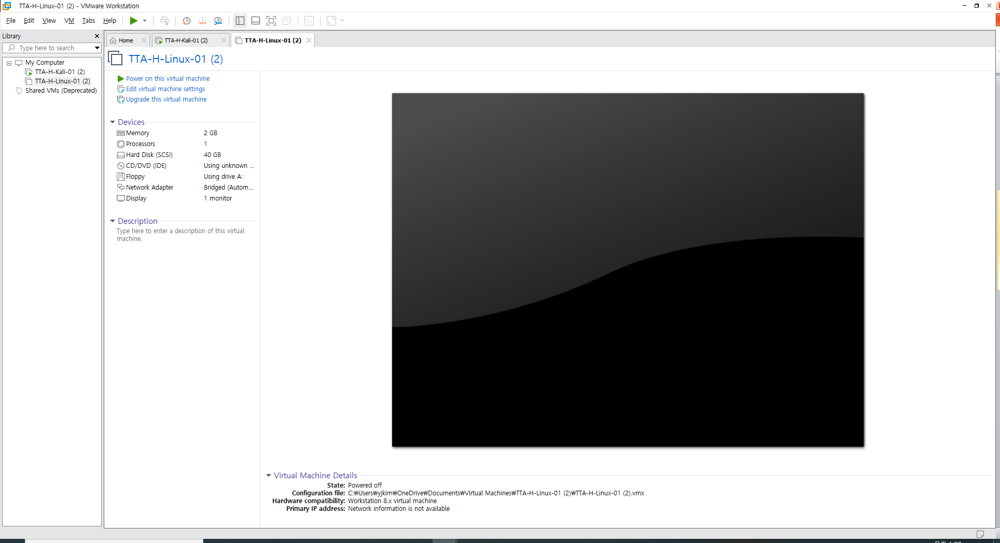 TTA-H-Linux-01 (2) - VMware Workstation
File Edit View VM Tabs Help
Library
Home TTA-H-Kali-01 (2) TTA-H-Linux-01 (2)
Type here to search
My Computer
TTA-H-Kali-01 (2)
TTA-H-Linux-01 (2)
Shared VMs (Deprecated)
TTA-H-Linux-01 (2)
Power on this virtual machine
Edit virtual machine settings
Upgrade this virtual machine
Devices
Memory 2 GB
Processors 1
Hard Disk (SCSI) 40 GB
CD/DVD (IDE) Using unknown ...
Floppy Using drive A:
Network Adapter Bridged (Autom...
Display 1 monitor
Description
Type here to enter a description of this virtual
machine.
Virtual Machine Details
State: Powered off
Configuration file: C:₩Users₩yjkim₩OneDrive₩Documents₩Virtual Machines₩TTA-H-Linux-01 (2)₩TTA-H-Linux-01 (2).vmx
Hardware compatibility: Workstation 8.x virtual machine
Primary IP address: Network information is not available